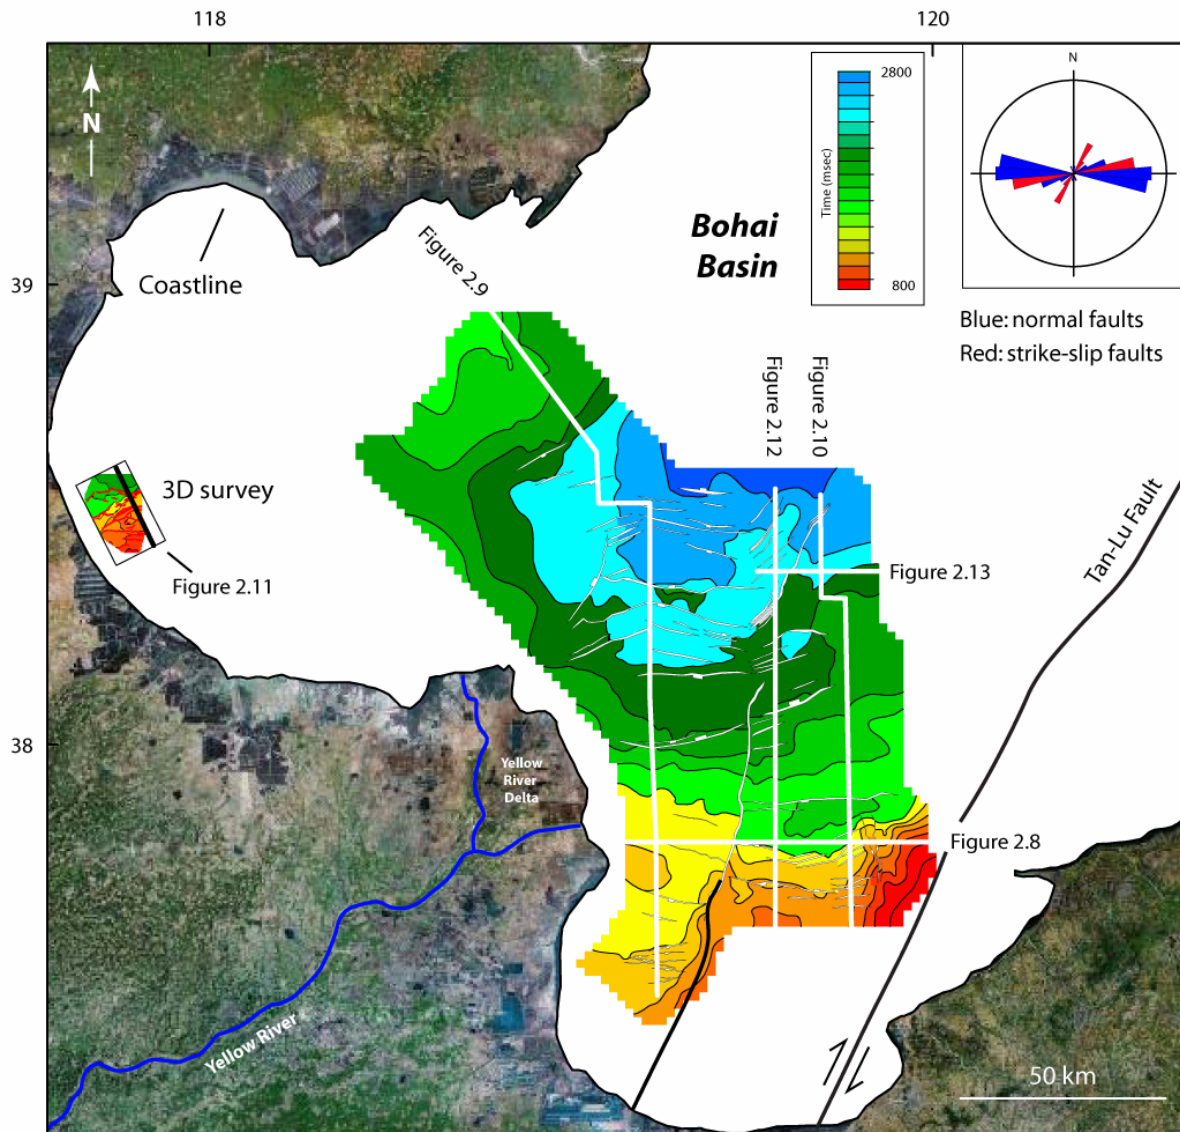 118
120
N
39
38
Coastline
Figure 2.9
Bohai
Basin
Time (msec)
2800
800
N
Blue: normal faults
Red: strike-slip faults
Figure 2.12
Figure 2.10
3D survey
Figure 2.11
Figure 2.13
Tan-Lu Fault
Yellow
River
Delta
Figure 2.8
Yellow River
50 km